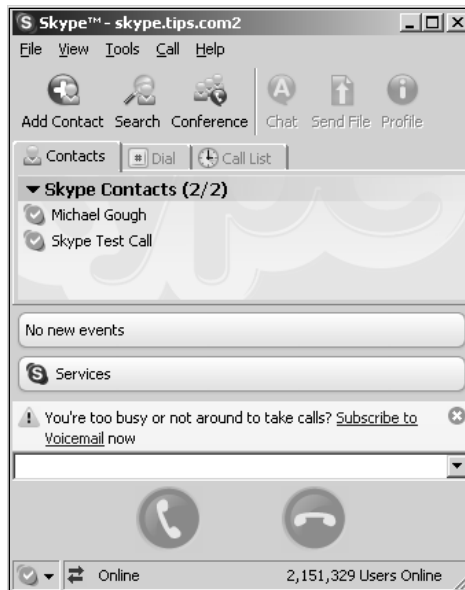 Skype™ - skype.tips.com2
File View Tools Call Help
Add Contact Search Conference Chat Send File Profile
Contacts # Dial Call List
Skype Contacts (2/2)
Michael Gough
Skype Test Call
No new events
S Services
You're too busy or not around to take calls? Subscribe to
Voicemail now
Online 2,151,329 Users Online